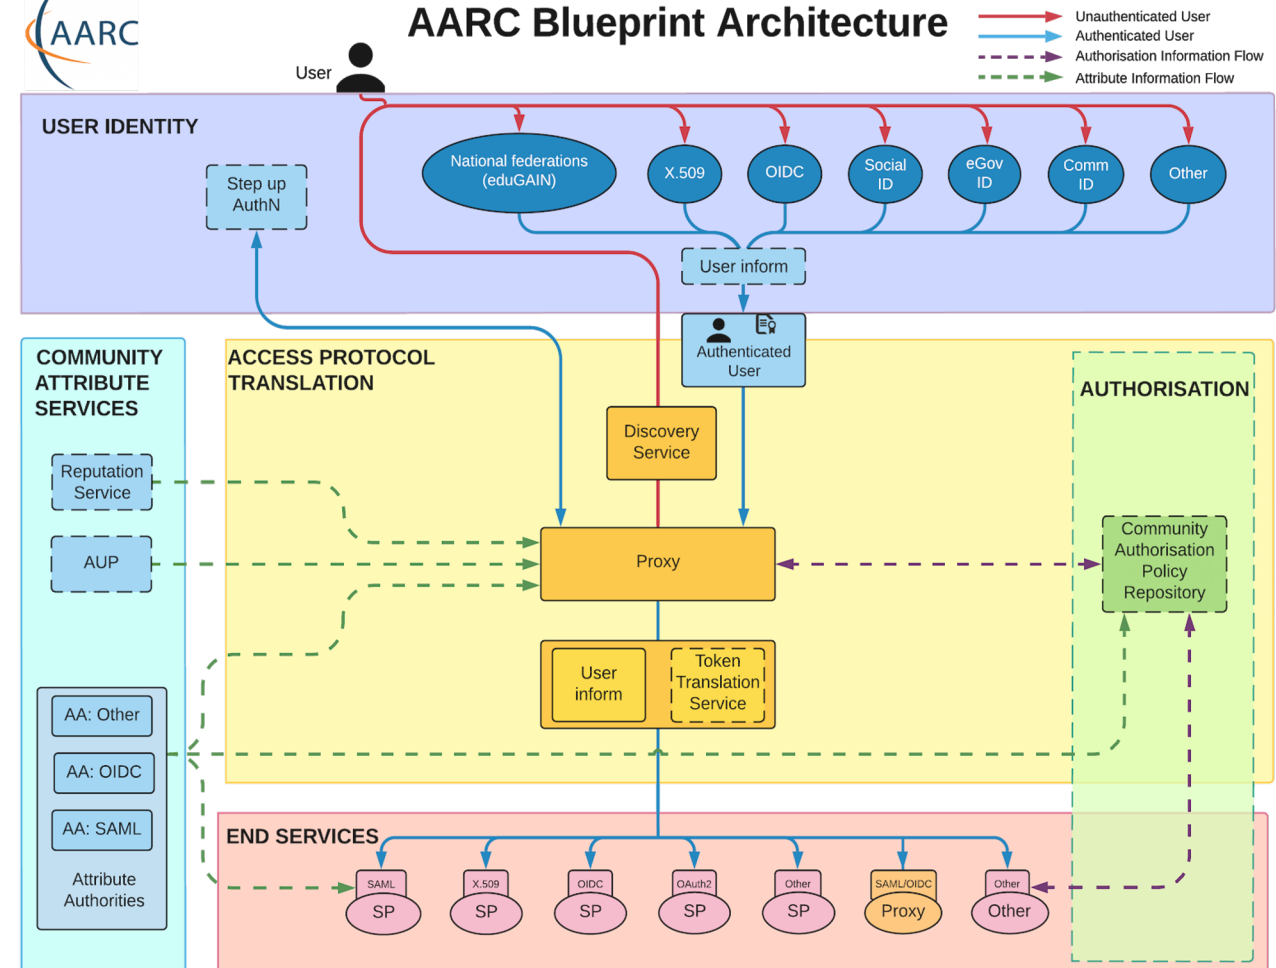 AARC
AARC Blueprint Architecture
Unauthenticated User
Authenticated User
Authorisation Information Flow
Attribute Information Flow
User
USER IDENTITY
Step up
AuthN
National federations
(eduGAIN)
X.509
OIDC
Social
ID
eGov
ID
Comm
ID
Other
User inform
Authenticated
User
COMMUNITY
ATTRIBUTE
SERVICES
Reputation
Service
AUP
AA: Other
AA: OIDC
AA: SAML
Attribute
Authorities
ACCESS PROTOCOL
TRANSLATION
Discovery
Service
Proxy
User
inform
Token
Translation
Service
AUTHORISATION
Community
Authorisation
Policy
Repository
END SERVICES
SAML
SP
X.509
SP
OIDC
SP
OAuth2
SP
Other
SP
SAML/OIDC
Proxy
Other
Other